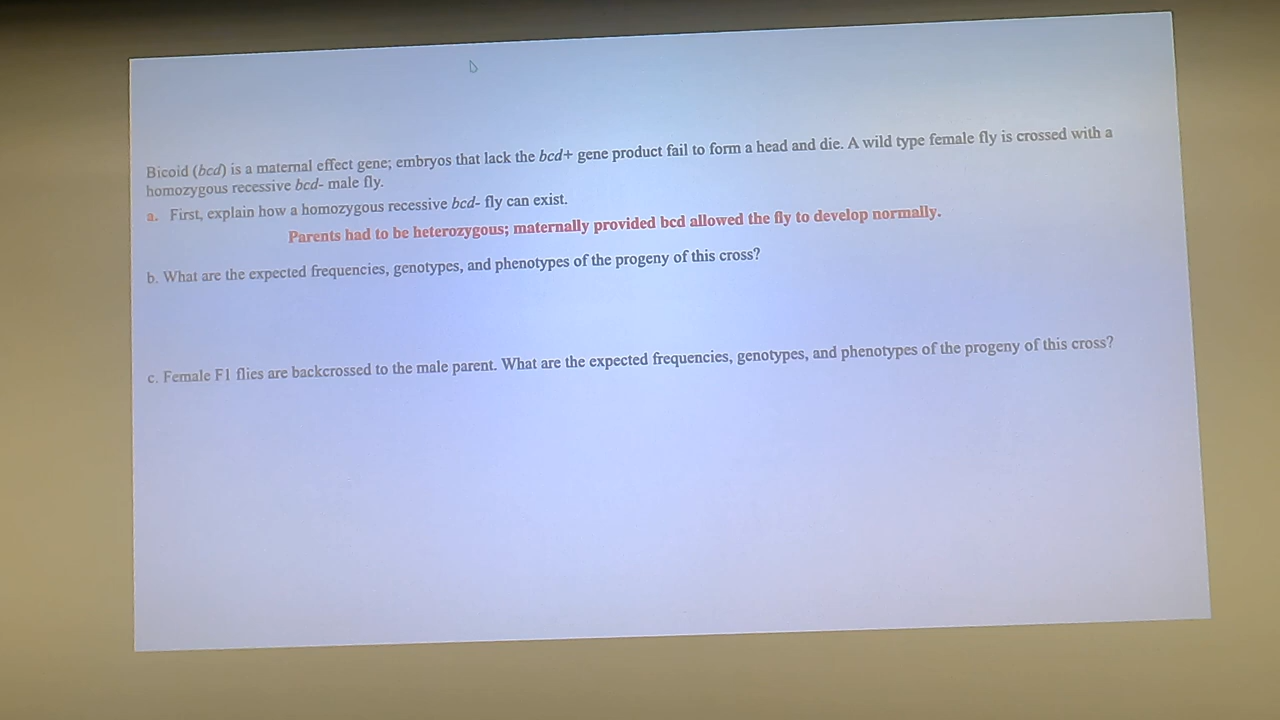 Bicoid (bcd) is a maternal effect gene; embryos that lack the bcd+ gene product fail to form a head and die. A wild type female fly is crossed with a
homozygous recessive bcd- male fly.
a. First, explain how a homozygous recessive bcd- fly can exist.
Parents had to be heterozygous; maternally provided bcd allowed the fly to develop normally.
b. What are the expected frequencies, genotypes, and phenotypes of the progeny of this cross?
c. Female F1 flies are backcrossed to the male parent. What are the expected frequencies, genotypes, and phenotypes of the progeny of this cross?